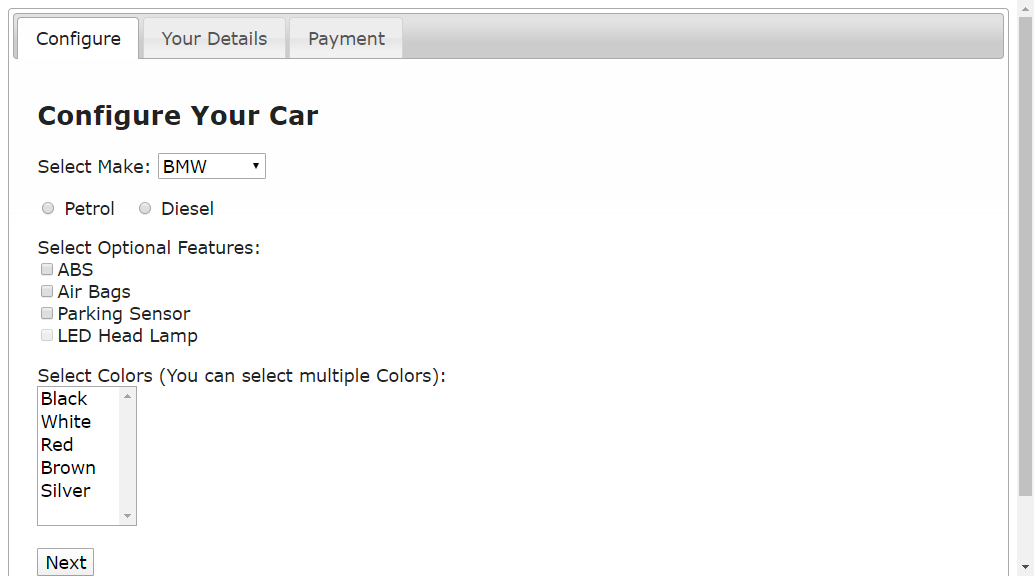 Configure Your Details Payment
Configure Your Car
Select Make: BMW
Petrol Diesel
Select Optional Features:
ABS
Air Bags
Parking Sensor
LED Head Lamp
Select Colors (You can select multiple Colors):
Black
White
Red
Brown
Silver
Next